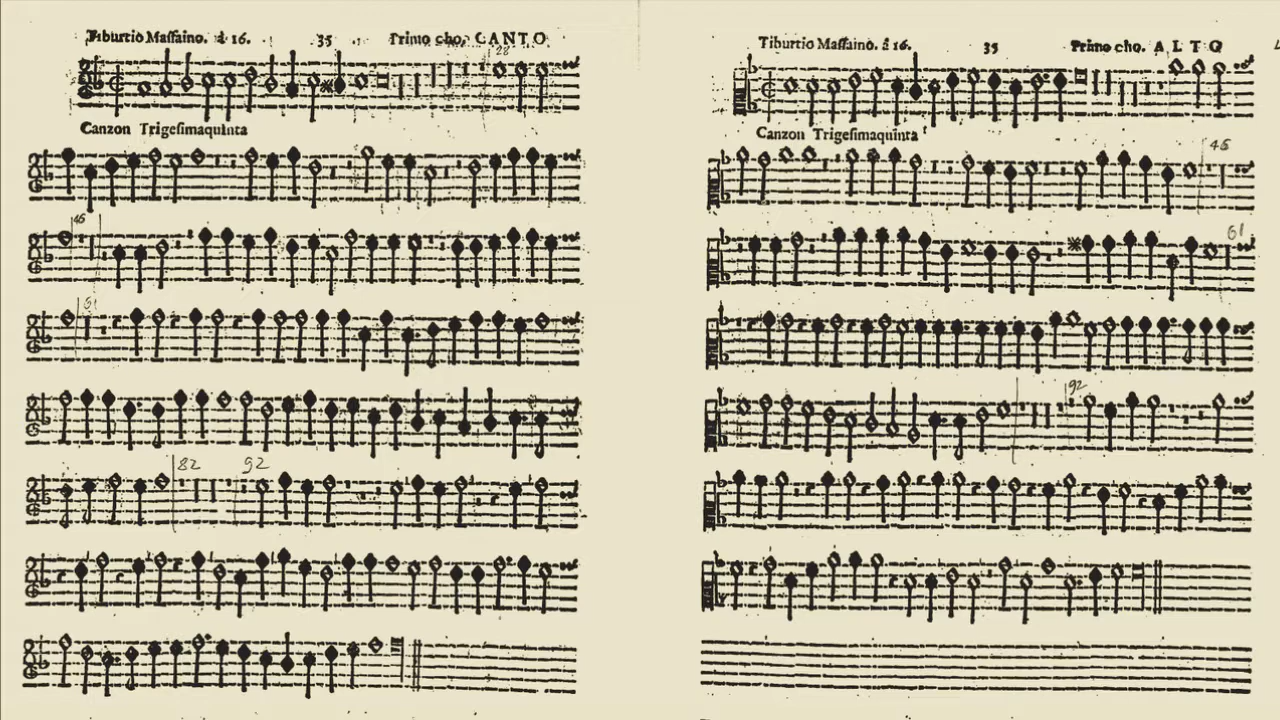 Tiburtio Maſſaino. à 16. 35 Primo cho. CANTO
28
Canzon Trigeſimaquinta
46
61
82 92
Tiburtio Maſſaino. à 16. 35 Primo cho. ALTO
Canzon Trigeſimaquinta
46
61
92